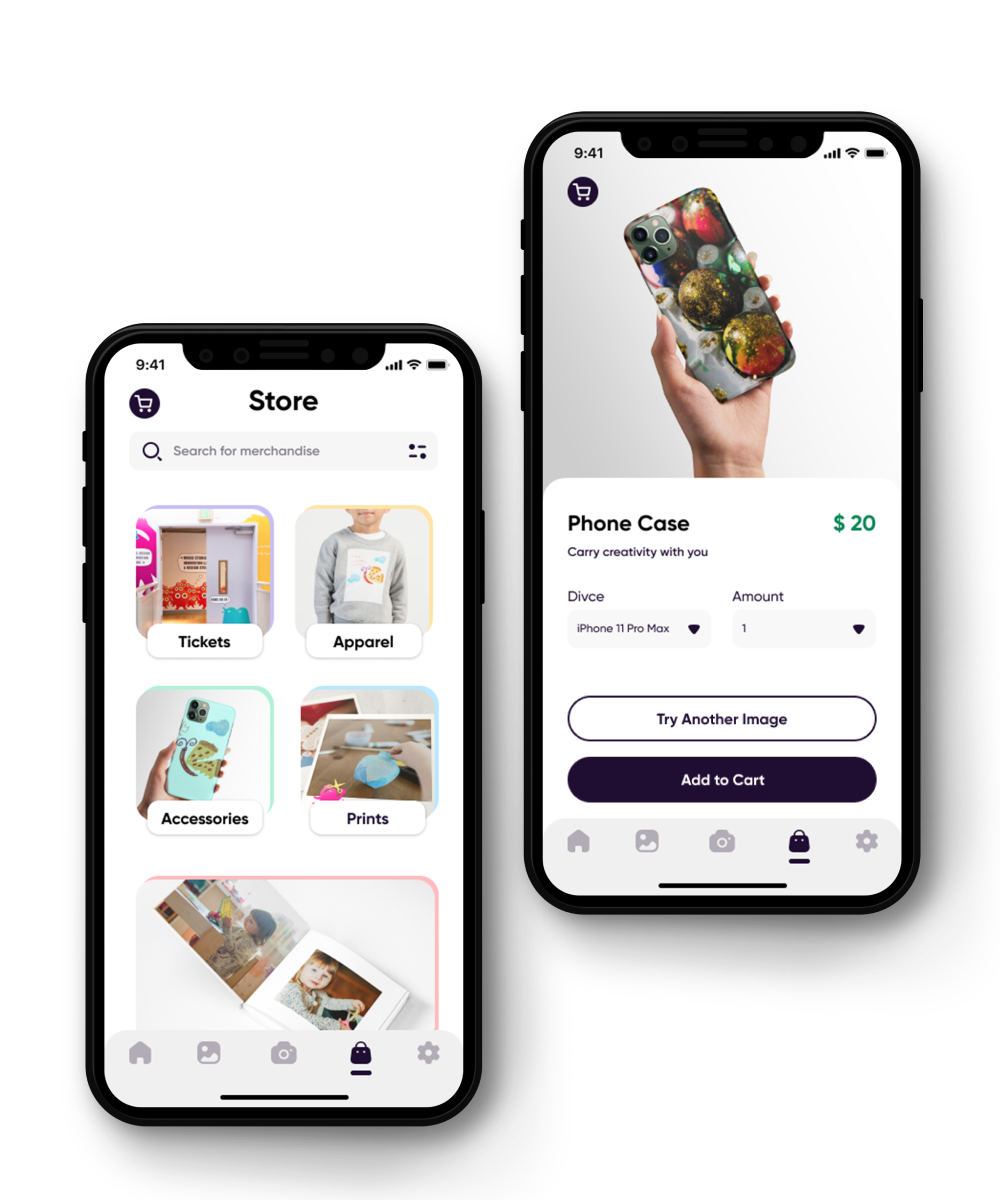 9:41
Store
Search for merchandise
Tickets
Apparel
Accessories
Prints
9:41
Phone Case
$ 20
Carry creativity with you
Divce
Amount
iPhone 11 Pro Max
1
Try Another Image
Add to Cart